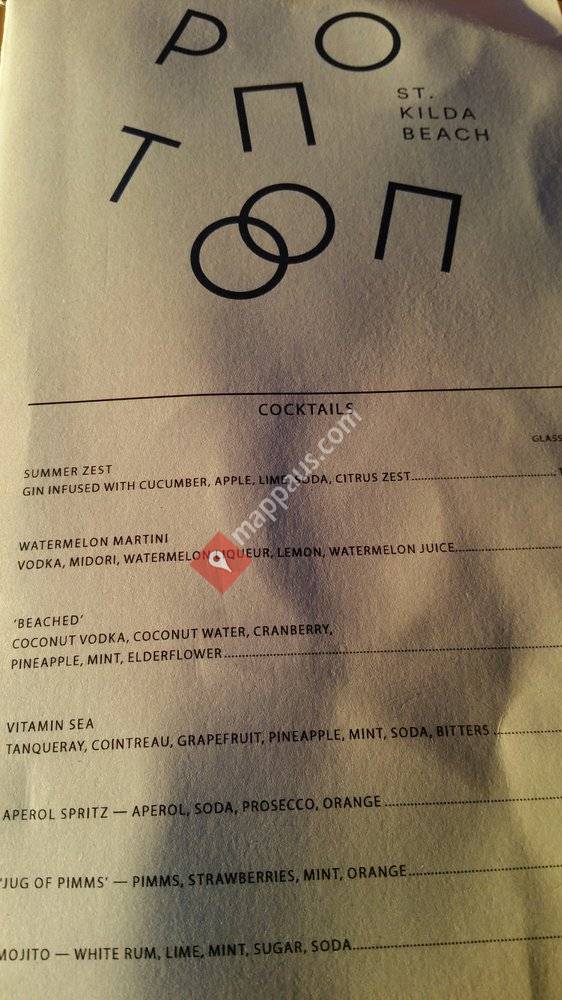 P O
Π
T
O O Π
ST.
KILDA
BEACH
COCKTAILS
GLASS
SUMMER ZEST
GIN INFUSED WITH CUCUMBER, APPLE, LIME, SODA, CITRUS ZEST
WATERMELON MARTINI
VODKA, MIDORI, WATERMELON LIQUEUR, LEMON, WATERMELON JUICE
'BEACHED'
COCONUT VODKA, COCONUT WATER, CRANBERRY,
PINEAPPLE, MINT, ELDERFLOWER
VITAMIN SEA
TANQUERAY, COINTREAU, GRAPEFRUIT, PINEAPPLE, MINT, SODA, BITTERS
APEROL SPRITZ — APEROL, SODA, PROSECCO, ORANGE
'JUG OF PIMMS' — PIMMS, STRAWBERRIES, MINT, ORANGE
MOJITO — WHITE RUM, LIME, MINT, SUGAR, SODA
mappaus.com